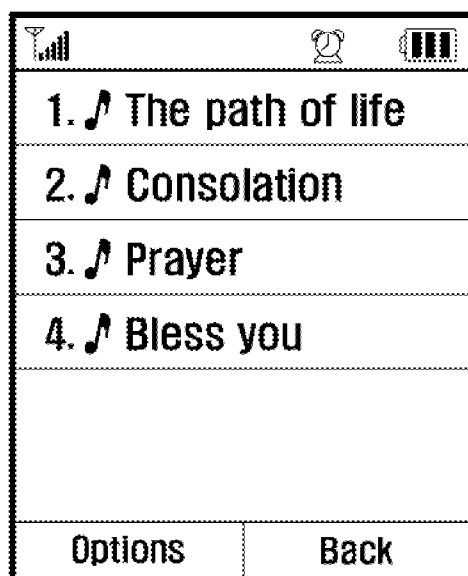 1. ♪ The path of life
2. ♪ Consolation
3. ♪ Prayer
4. ♪ Bless you
Options Back